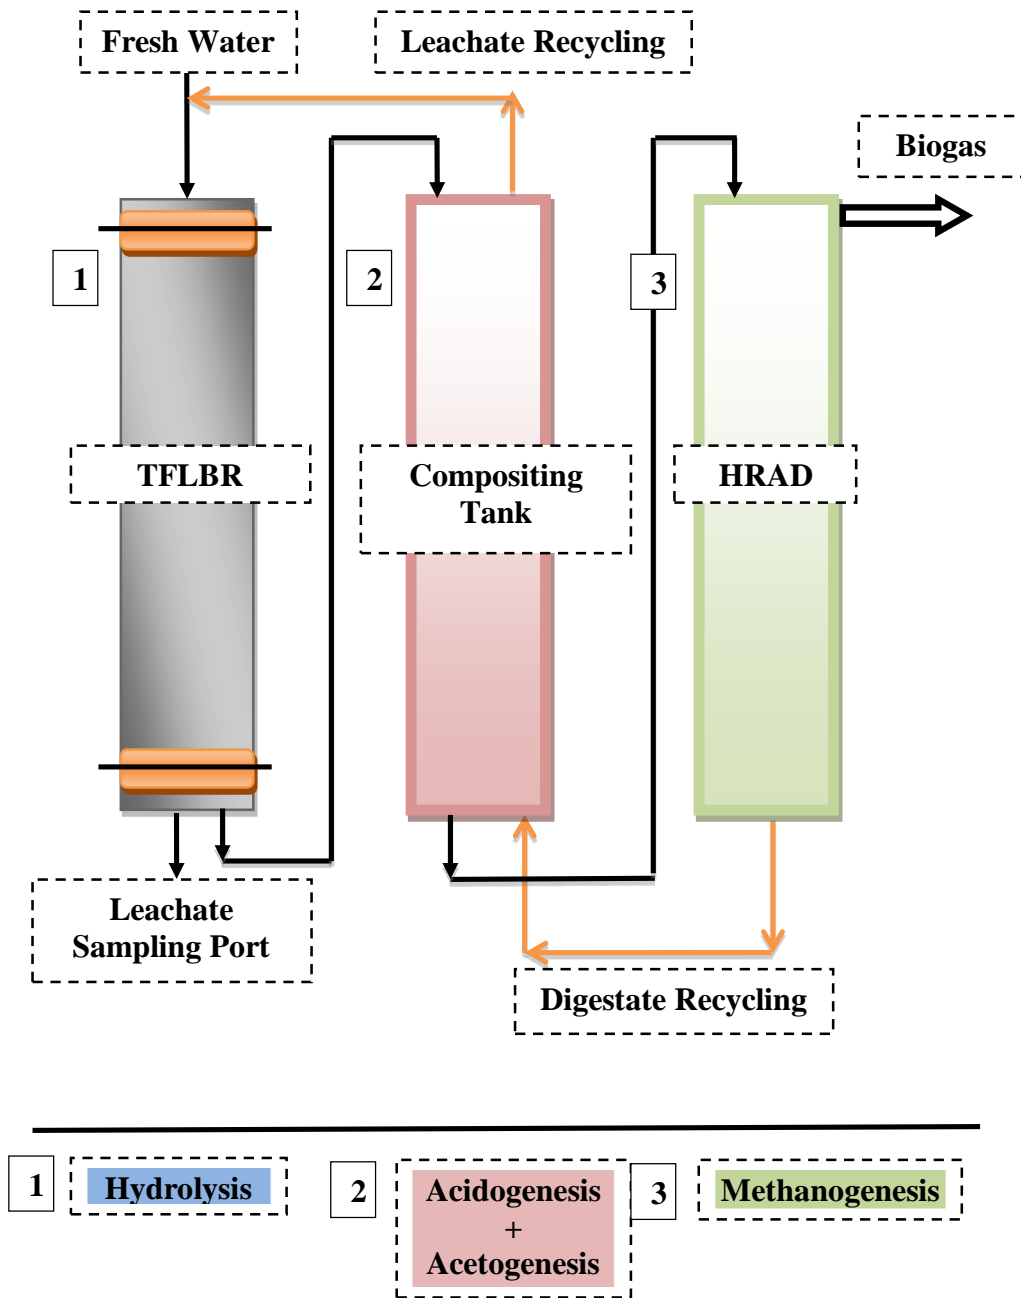 Fresh Water
Leachate Recycling
Biogas
1
2
3
TFLBR
Compositing
Tank
HRAD
Leachate
Sampling Port
Digestate Recycling
1
Hydrolysis
2
Acidogenesis
+
Acetogenesis
3
Methanogenesis